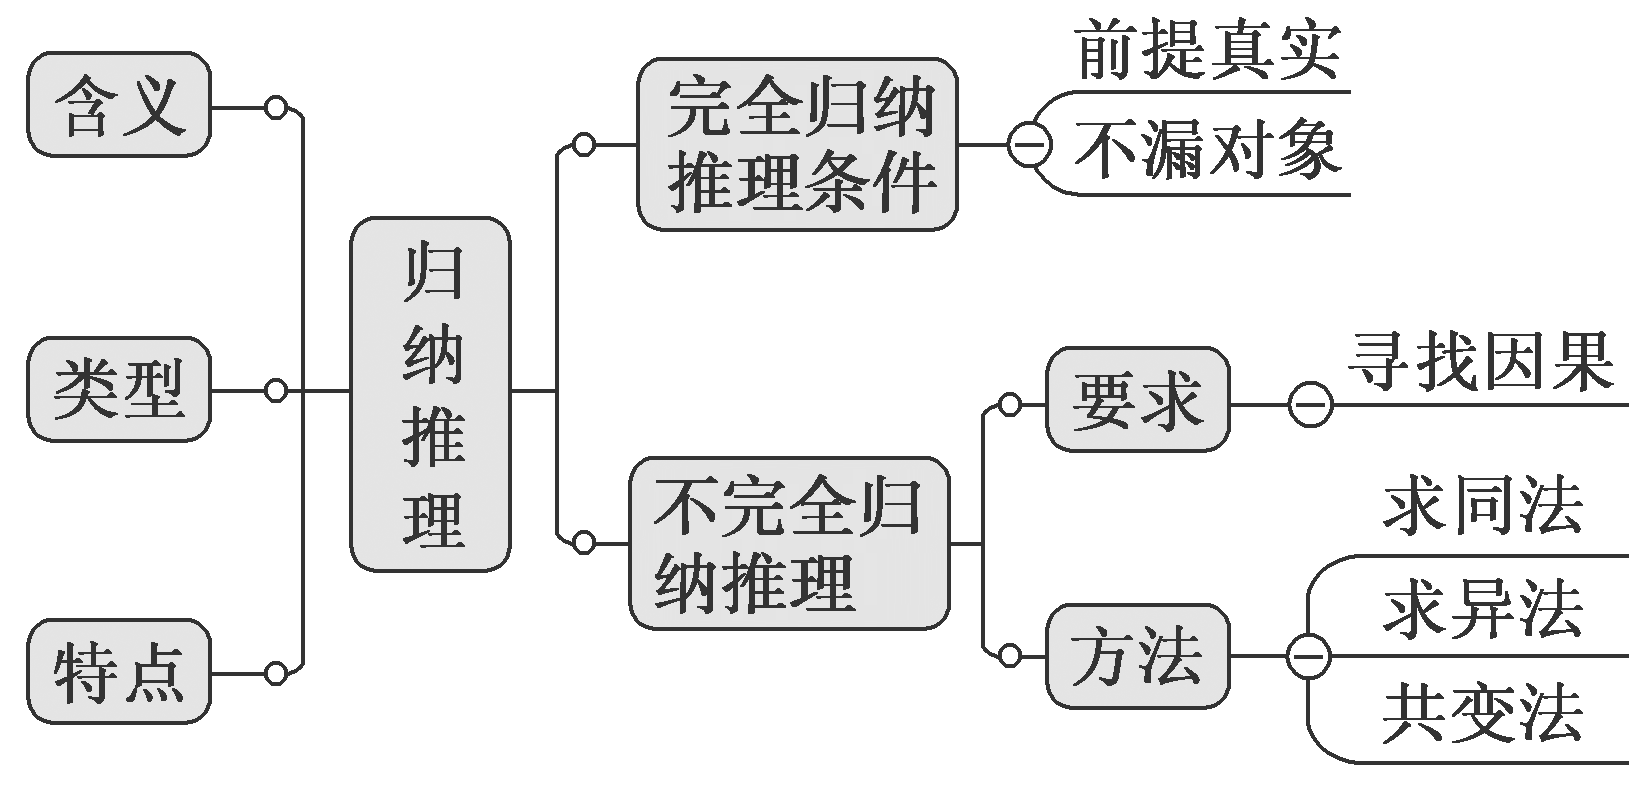 含义
类型
特点
归
纳
推
理
完全归纳
推理条件
前提真实
不漏对象
不完全归
纳推理
要求
寻找因果
方法
求同法
求异法
共变法